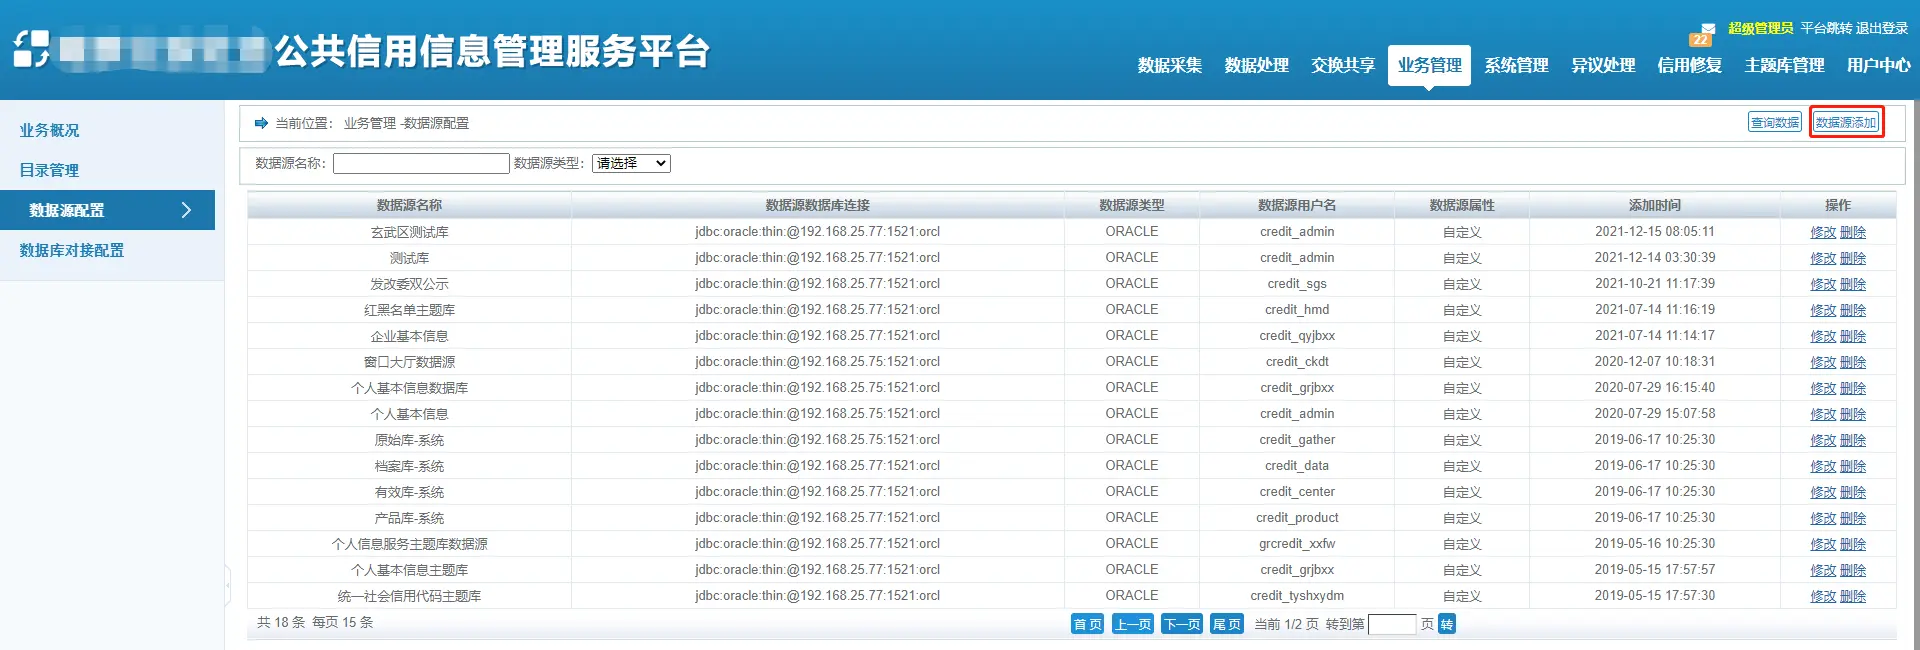 公共信用信息管理服务平台
22 超级管理员 平台跳转 退出登录
数据采集 数据处理 交换共享 业务管理 系统管理 异议处理 信用修复 主题库管理 用户中心
业务概况
目录管理
数据源配置
数据库对接配置
当前位置： 业务管理 -数据源配置 查询数据 数据源添加
数据源名称： 数据源类型： 请选择
数据源名称 数据源数据库连接 数据源类型 数据源用户名 数据源属性 添加时间 操作
玄武区测试库 jdbc:oracle:thin:@192.168.25.77:1521:orcl ORACLE credit_admin 自定义 2021-12-15 08:05:11 修改 删除
测试库 jdbc:oracle:thin:@192.168.25.77:1521:orcl ORACLE credit_admin 自定义 2021-12-14 03:30:39 修改 删除
发改委双公示 jdbc:oracle:thin:@192.168.25.77:1521:orcl ORACLE credit_sgs 自定义 2021-10-21 11:17:39 修改 删除
红黑名单主题库 jdbc:oracle:thin:@192.168.25.77:1521:orcl ORACLE credit_hmd 自定义 2021-07-14 11:16:19 修改 删除
企业基本信息 jdbc:oracle:thin:@192.168.25.77:1521:orcl ORACLE credit_qyjbxx 自定义 2021-07-14 11:14:17 修改 删除
窗口大厅数据源 jdbc:oracle:thin:@192.168.25.75:1521:orcl ORACLE credit_ckdt 自定义 2020-12-07 10:18:31 修改 删除
个人基本信息数据库 jdbc:oracle:thin:@192.168.25.77:1521:orcl ORACLE credit_grjbxx 自定义 2020-07-29 16:15:40 修改 删除
个人基本信息 jdbc:oracle:thin:@192.168.25.75:1521:orcl ORACLE credit_admin 自定义 2020-07-29 15:07:58 修改 删除
原始库-系统 jdbc:oracle:thin:@192.168.25.75:1521:orcl ORACLE credit_gather 自定义 2019-06-17 10:25:30 修改 删除
档案库-系统 jdbc:oracle:thin:@192.168.25.77:1521:orcl ORACLE credit_data 自定义 2019-06-17 10:25:30 修改 删除
有效库-系统 jdbc:oracle:thin:@192.168.25.77:1521:orcl ORACLE credit_center 自定义 2019-06-17 10:25:30 修改 删除
产品库-系统 jdbc:oracle:thin:@192.168.25.77:1521:orcl ORACLE credit_product 自定义 2019-06-17 10:25:30 修改 删除
个人信息服务主题库数据源 jdbc:oracle:thin:@192.168.25.77:1521:orcl ORACLE grcredit_xxfw 自定义 2019-05-16 10:25:30 修改 删除
个人基本信息主题库 jdbc:oracle:thin:@192.168.25.77:1521:orcl ORACLE credit_grjbxx 自定义 2019-05-15 17:57:57 修改 删除
统一社会信用代码主题库 jdbc:oracle:thin:@192.168.25.77:1521:orcl ORACLE credit_tyshxydm 自定义 2019-05-15 17:57:30 修改 删除
共 18 条 每页 15 条 首页 上一页 下一页 尾页 当前 1/2 页 转到第 页 转